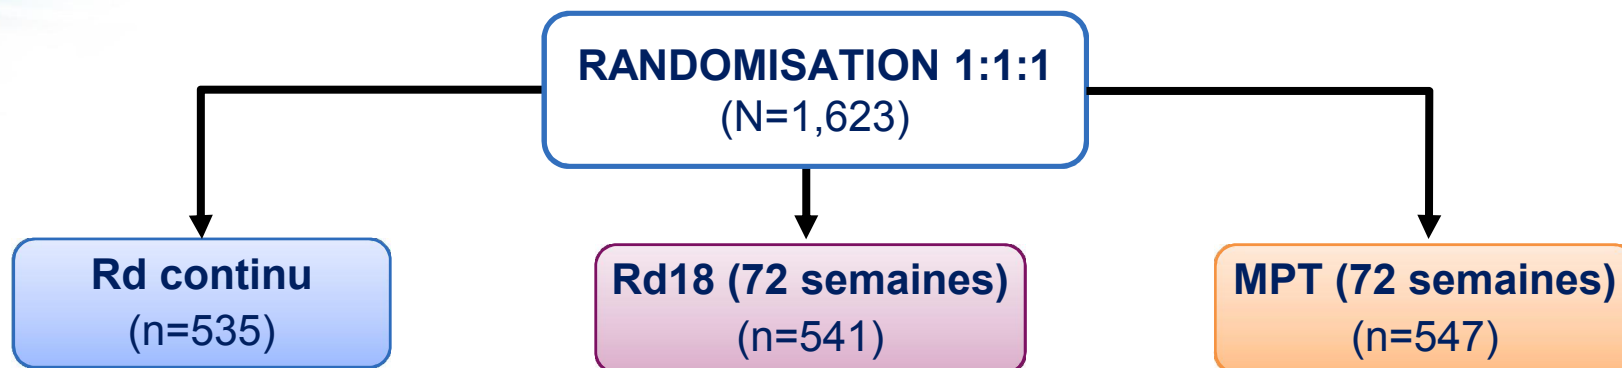 RANDOMISATION 1:1:1
(N=1,623)
Rd continu
(n=535)
Rd18 (72 semaines)
(n=541)
MPT (72 semaines)
(n=547)